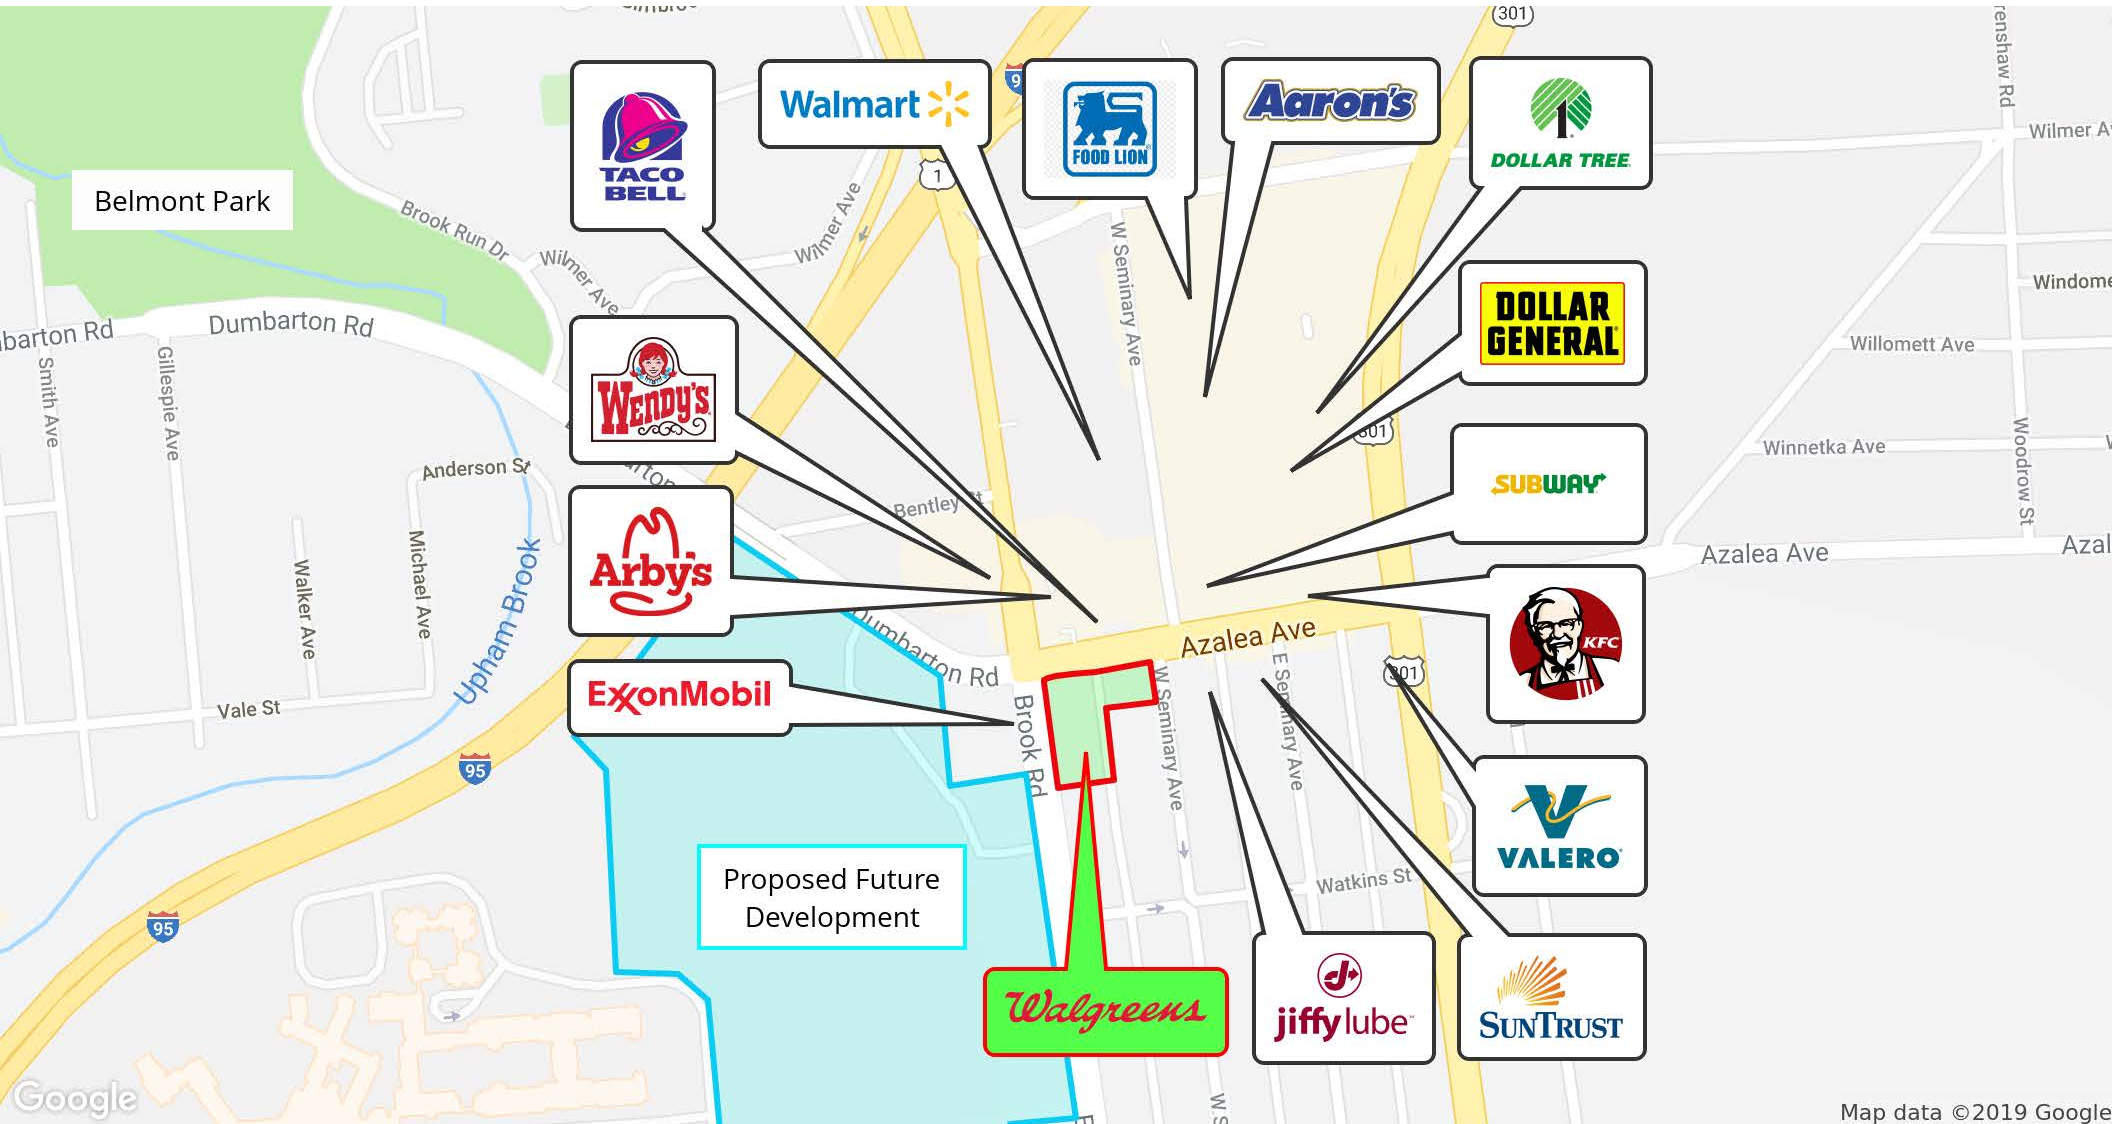 301
renshaw Rd
Wilmer Av
95
1
TACO
BELL
Walmart
FOOD LION
Aaron's
1
DOLLAR TREE
Belmont Park
Brook Run Dr
Wilmer Ave
Wilmer Ave
W Seminary Ave
DOLLAR
GENERAL
Windome
barton Rd
Dumbarton Rd
Smith Ave
Gillespie Ave
WENDY'S
Willomett Ave
301
Winnetka Ave
Woodrow St
Anderson St
Bentley St
SUBWAY
Arby's
Azalea Ave
Azal
Walker Ave
Michael Ave
Upham Brook
Dumbarton Rd
Azalea Ave
KFC
ExxonMobil
Brook Rd
W Seminary Ave
E Seminary Ave
301
Vale St
95
VALERO
Proposed Future
Development
Watkins St
95
Walgreens
jiffy lube
SUNTRUST
Google
W S
Map data ©2019 Google